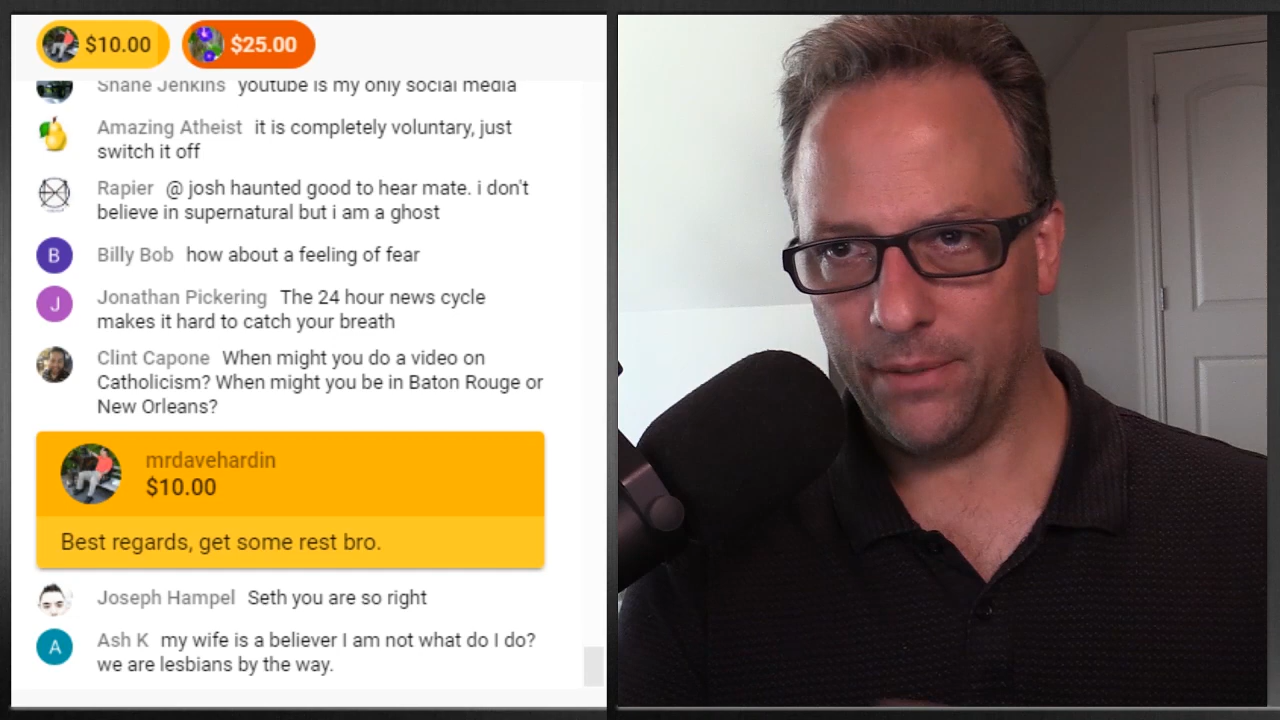 $10.00 $25.00
Shane Jenkins youtube is my only social media
Amazing Atheist it is completely voluntary, just
switch it off
Rapier @ josh haunted good to hear mate. i don't
believe in supernatural but i am a ghost
B Billy Bob how about a feeling of fear
J Jonathan Pickering The 24 hour news cycle
makes it hard to catch your breath
Clint Capone When might you do a video on
Catholicism? When might you be in Baton Rouge or
New Orleans?
mrdavehardin
$10.00
Best regards, get some rest bro.
Joseph Hampel Seth you are so right
A Ash K my wife is a believer I am not what do I do?
we are lesbians by the way.